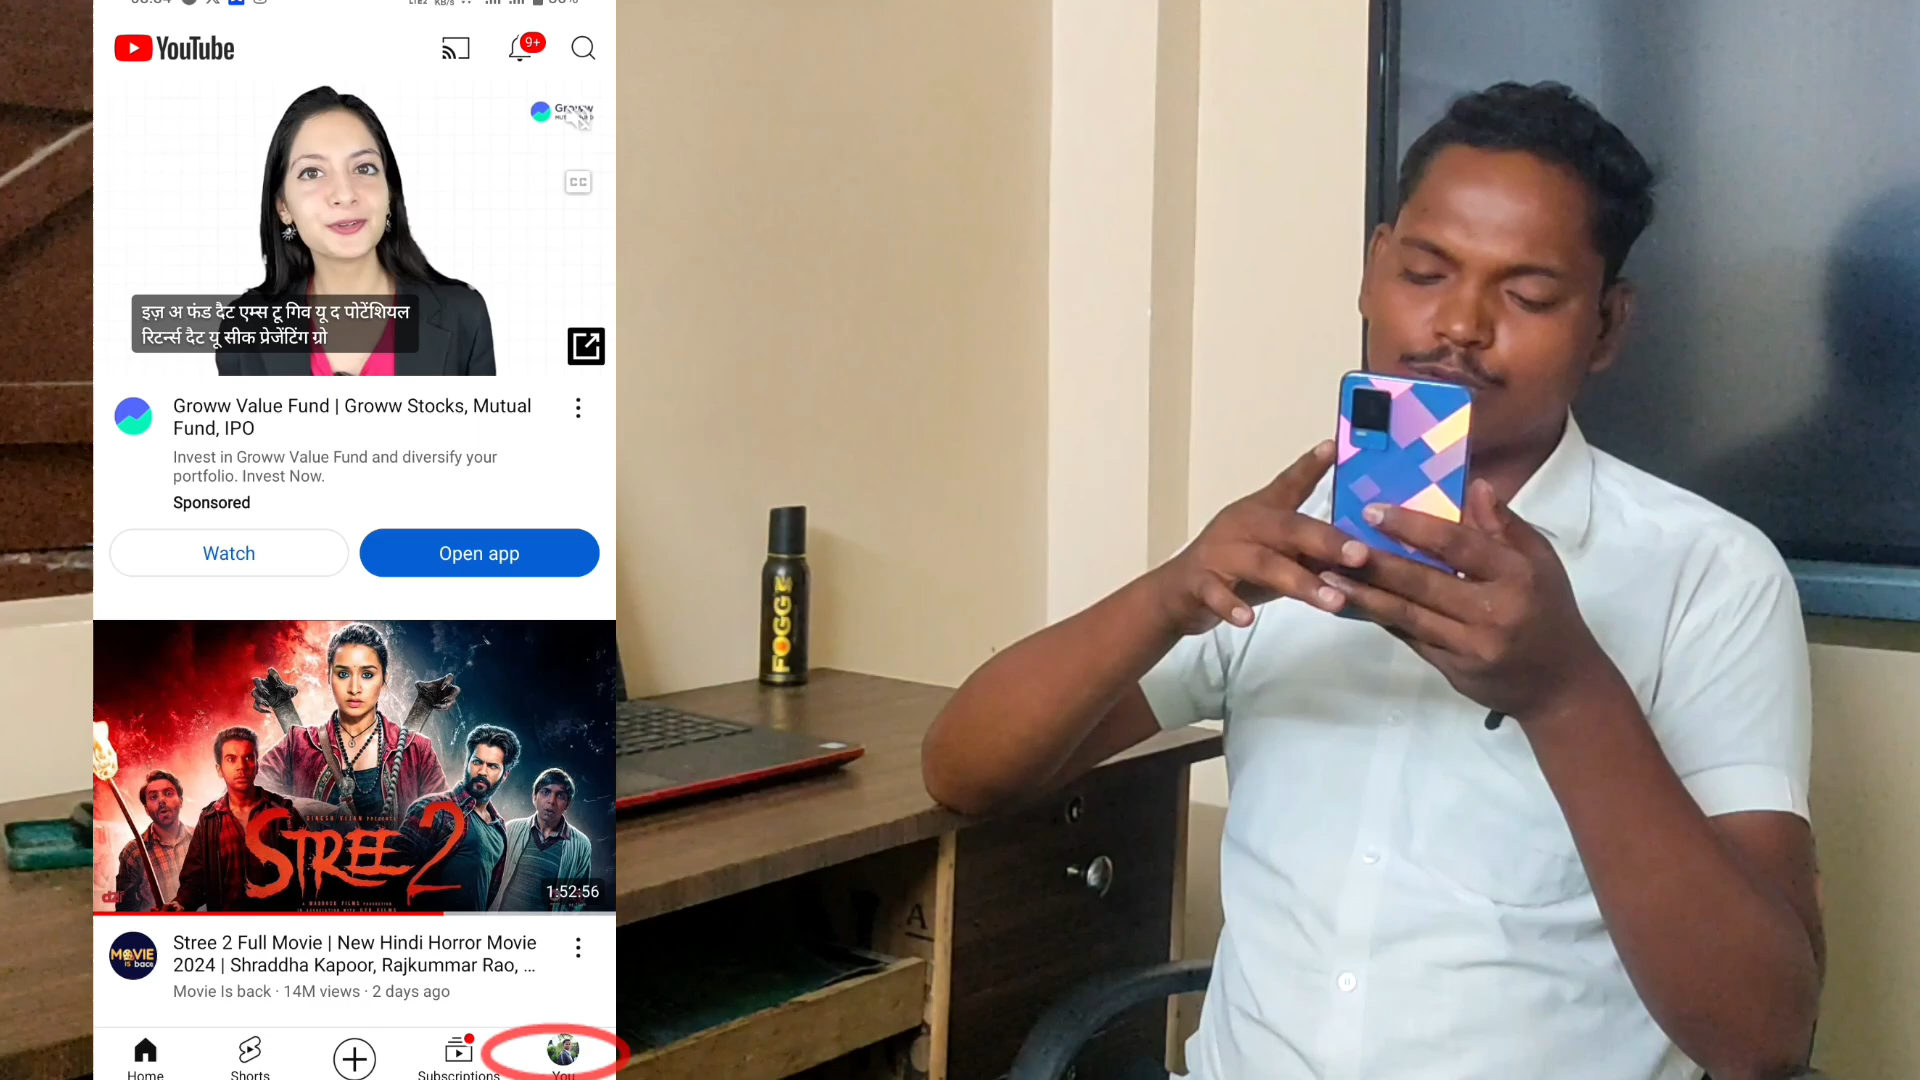 YouTube
9+
Groww
CC
इज़ अ फंड दैट एम्स टू गिव यू द पोटेंशियल
रिटर्न्स दैट यू सीक प्रेजेंटिंग ग्रो
Groww Value Fund | Groww Stocks, Mutual
Fund, IPO
Invest in Groww Value Fund and diversify your
portfolio. Invest Now.
Sponsored
Watch
Open app
STREE 2
1:52:56
MOVIE
IS back
Stree 2 Full Movie | New Hindi Horror Movie
2024 | Shraddha Kapoor, Rajkummar Rao, ...
Movie Is back · 14M views · 2 days ago
Home
Shorts
Subscriptions
You
FOGG
A